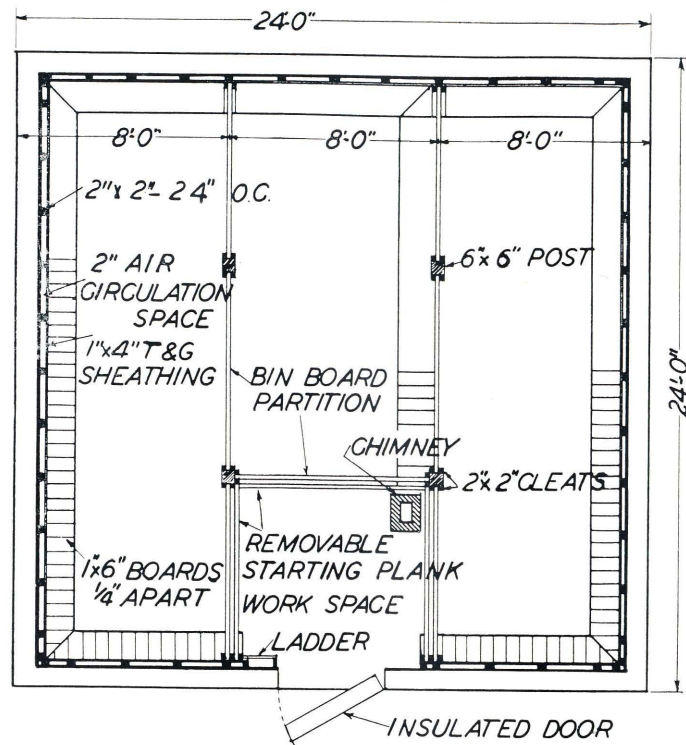 24'-0"
8'-0"
8'-0"
8'-0"
2" x 2" - 24" O.C.
2" AIR
CIRCULATION
SPACE
6" x 6" POST
1" x 4" T & G
SHEATHING
24'-0"
BIN BOARD
PARTITION
CHIMNEY
2" x 2" CLEATS
REMOVABLE
STARTING PLANK
1" x 6" BOARDS
1/4" APART
WORK SPACE
LADDER
INSULATED DOOR